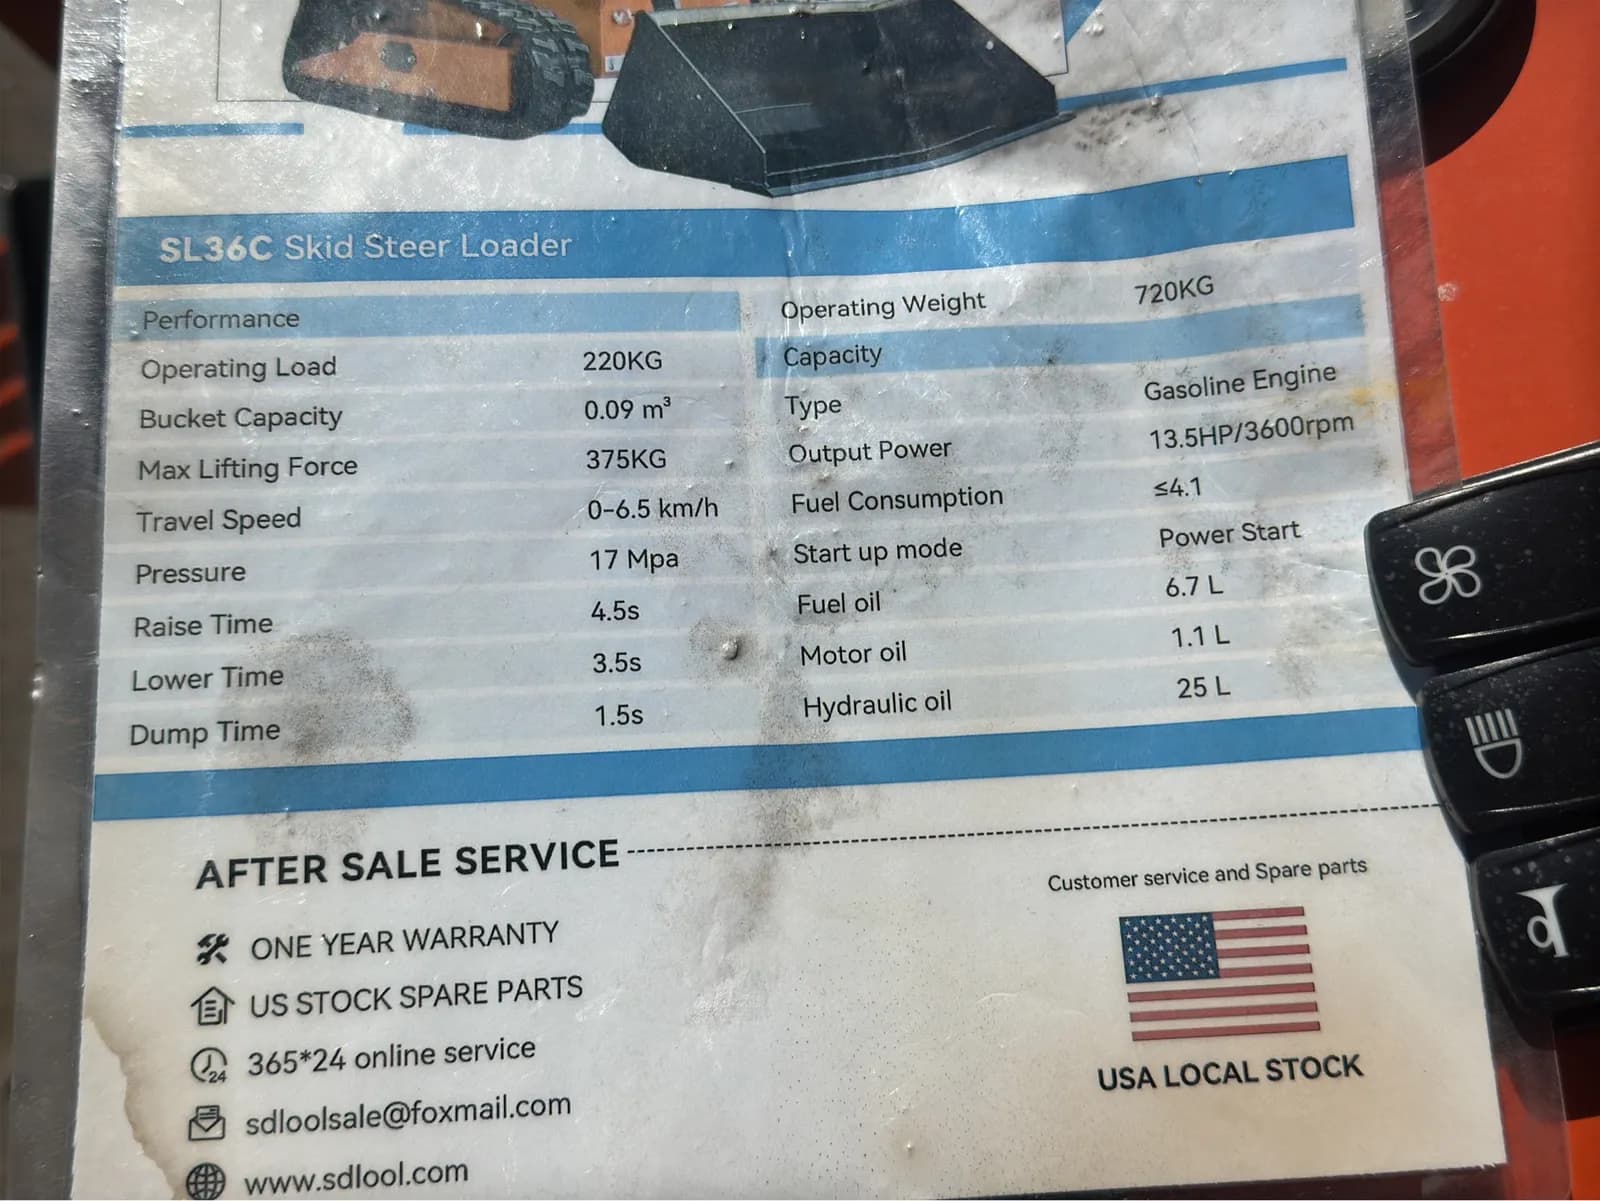 SL36C Skid Steer Loader
Performance
Operating Load 220KG
Bucket Capacity 0.09 m³
Max Lifting Force 375KG
Travel Speed 0-6.5 km/h
Pressure 17 Mpa
Raise Time 4.5s
Lower Time 3.5s
Dump Time 1.5s
Operating Weight 720KG
Capacity
Type Gasoline Engine
Output Power 13.5HP/3600rpm
Fuel Consumption ≤4.1
Start up mode Power Start
Fuel oil 6.7 L
Motor oil 1.1 L
Hydraulic oil 25 L
AFTER SALE SERVICE
ONE YEAR WARRANTY
US STOCK SPARE PARTS
24
365*24 online service
sdloolsale@foxmail.com
www.sdlool.com
Customer service and Spare parts
USA LOCAL STOCK